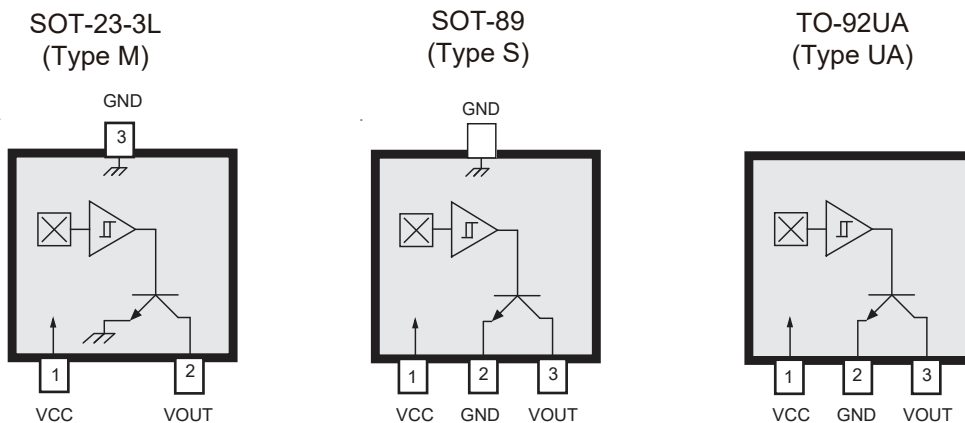 SOT-23-3L
(Type M)
GND
3
1
2
VCC
VOUT
SOT-89
(Type S)
GND
1
2
3
VCC
GND
VOUT
TO-92UA
(Type UA)
1
2
3
VCC
GND
VOUT